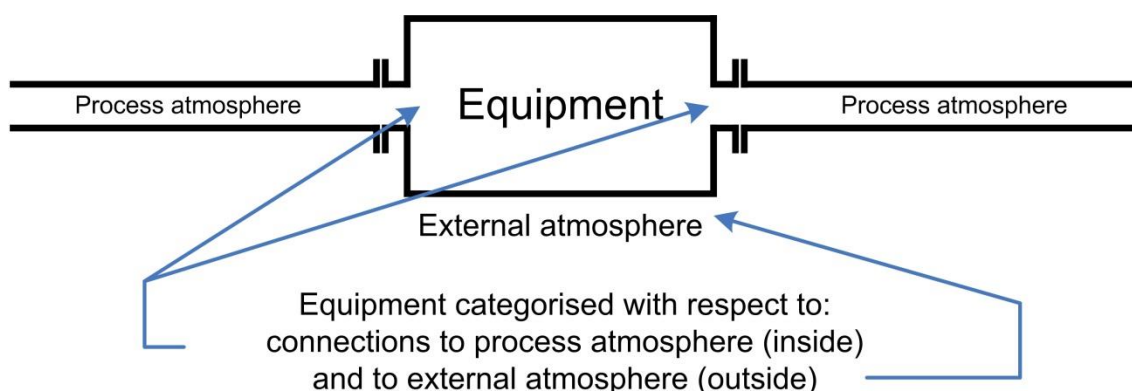 Process atmosphere
Equipment
Process atmosphere
External atmosphere
Equipment categorised with respect to:
connections to process atmosphere (inside)
and to external atmosphere (outside)